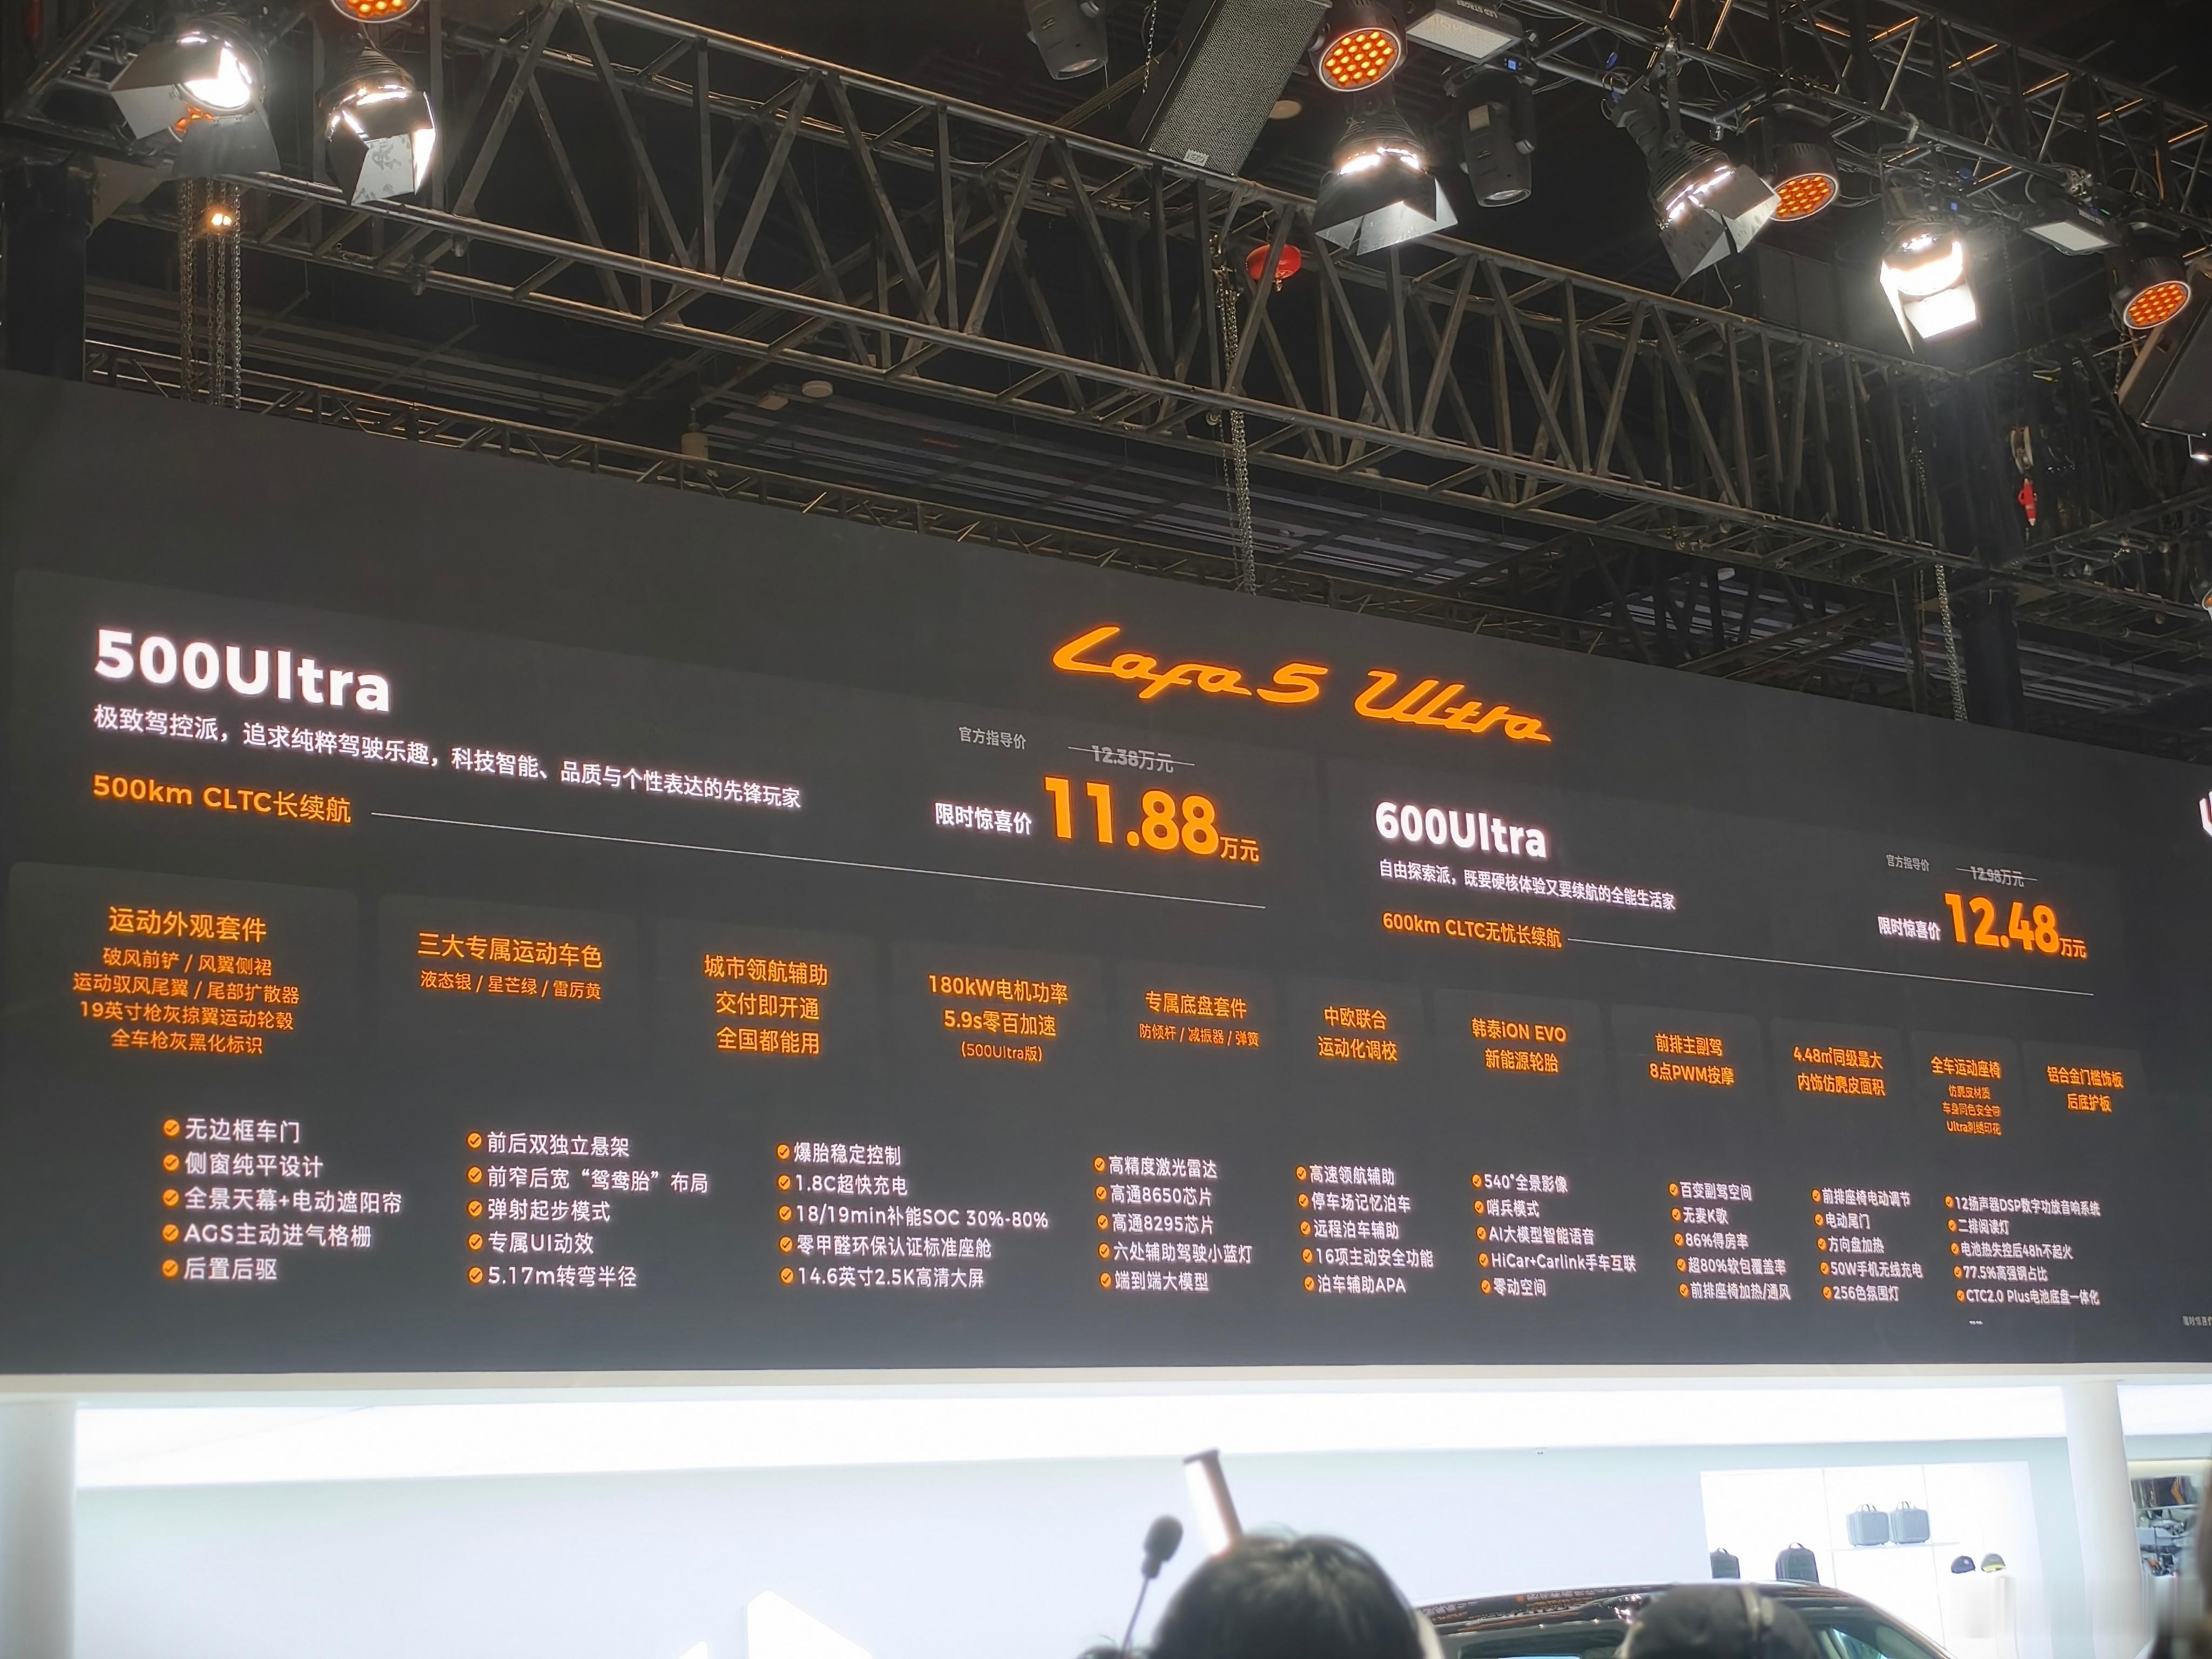 Lafa5 Ultra
500Ultra
极致驾控派，追求纯粹驾驶乐趣，科技智能、品质与个性表达的先锋玩家
500km CLTC长续航
官方指导价 12.38万元
限时惊喜价 11.88万元
600Ultra
自由探索派，既要硬核体验又要续航的全能生活家
600km CLTC无忧长续航
官方指导价 12.98万元
限时惊喜价 12.48万元
运动外观套件
破风前铲 / 风翼侧裙
运动驭风尾翼 / 尾部扩散器
19英寸枪灰掠翼运动轮毂
全车枪灰黑化标识
三大专属运动车色
液态银 / 星芒绿 / 雷厉黄
城市领航辅助
交付即开通
全国都能用
180kW电机功率
5.9s零百加速
(500Ultra版)
专属底盘套件
防倾杆 / 减振器 / 弹簧
中欧联合
运动化调校
韩泰iON EVO
新能源轮胎
前排主副驾
8点PWM按摩
4.48㎡同级最大
内饰仿麂皮面积
全车运动座椅
仿麂皮材质
车身同色安全带
Ultra刺绣印花
铝合金门槛饰板
后底护板
无边框车门
侧窗纯平设计
全景天幕+电动遮阳帘
AGS主动进气格栅
后置后驱
前后双独立悬架
前窄后宽“鸳鸯胎”布局
弹射起步模式
专属UI动效
5.17m转弯半径
爆胎稳定控制
1.8C超快充电
18/19min补能SOC 30%-80%
零甲醛环保认证标准座舱
14.6英寸2.5K高清大屏
高精度激光雷达
高通8650芯片
高通8295芯片
六处辅助驾驶小蓝灯
端到端大模型
高速领航辅助
停车场记忆泊车
远程泊车辅助
16项主动安全功能
泊车辅助APA
540°全景影像
哨兵模式
AI大模型智能语音
HiCar+Carlink手车互联
零动空间
百变副驾空间
无麦K歌
86%得房率
超80%软包覆盖率
前排座椅加热/通风
前排座椅电动调节
电动尾门
方向盘加热
50W手机无线充电
256色氛围灯
12扬声器DSP数字功放音响系统
二排阅读灯
电池热失控后48h不起火
77.5%高强钢占比
CTC2.0 Plus电池底盘一体化